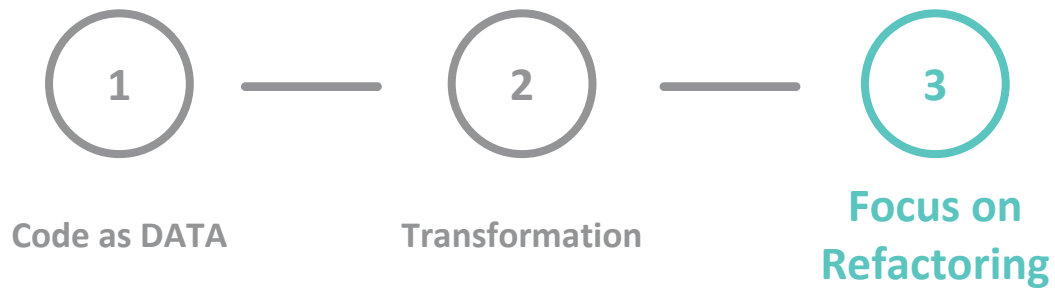 1
2
3
Code as DATA
Transformation
Focus on
Refactoring